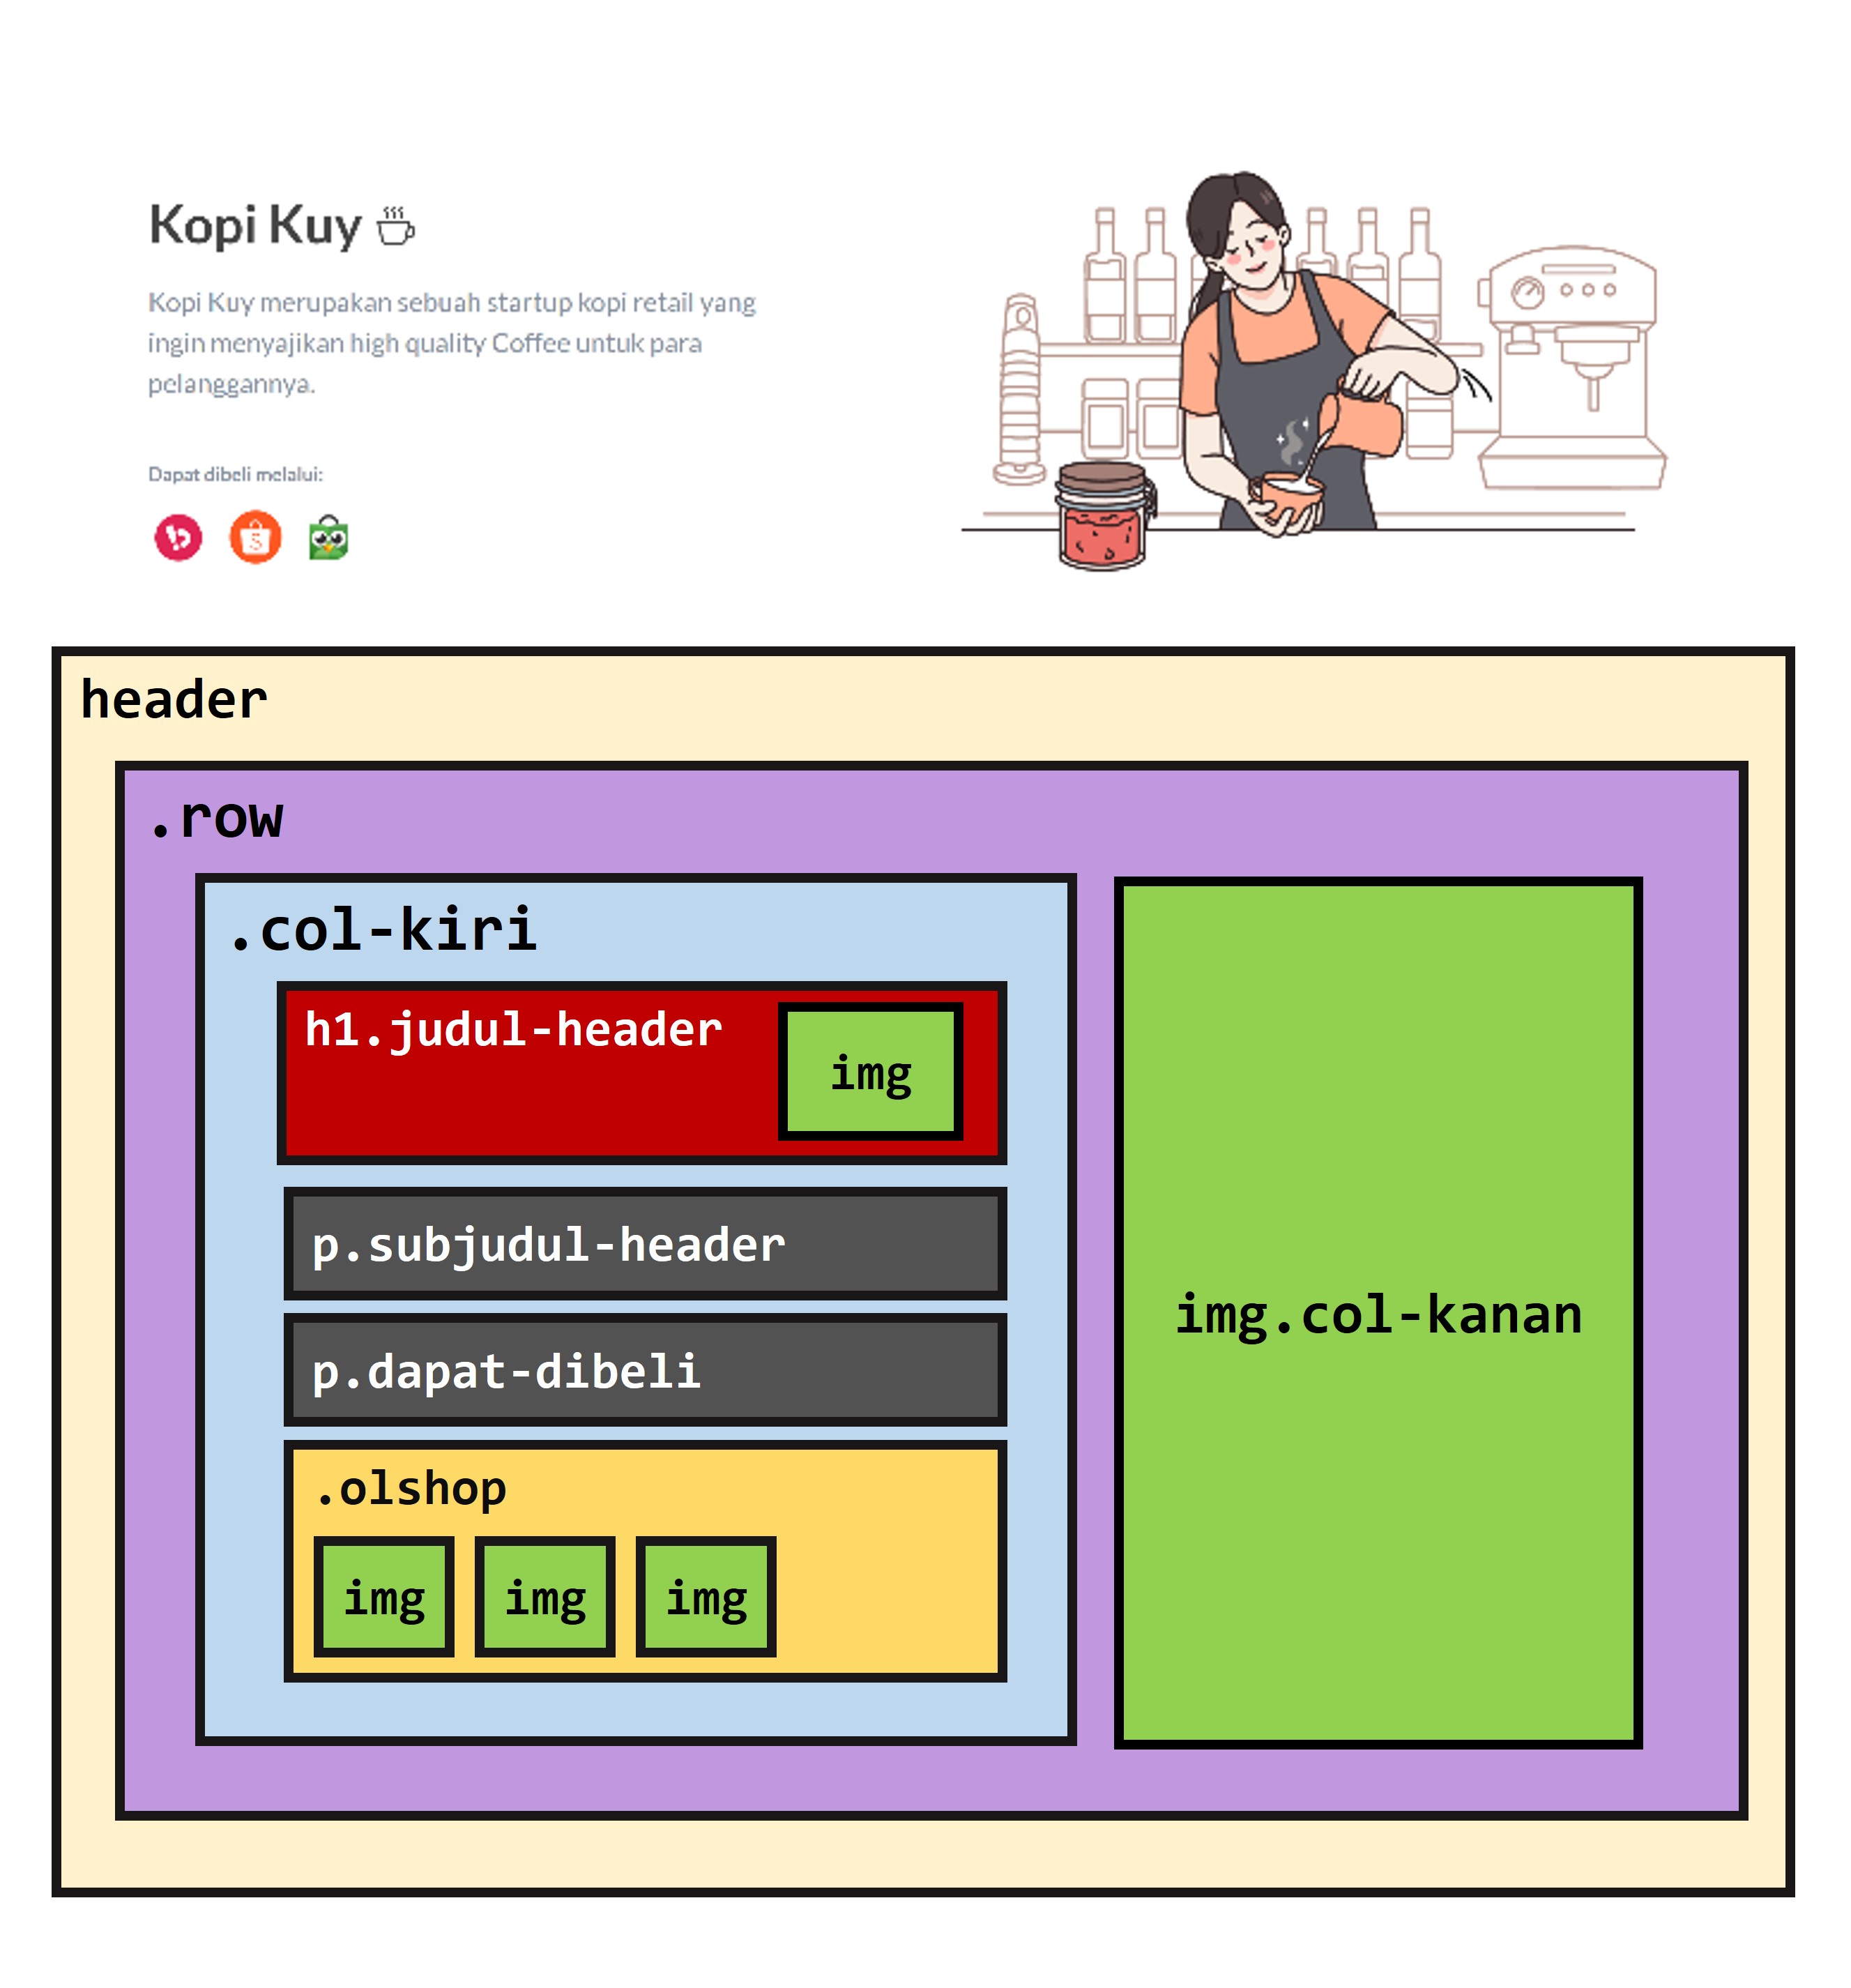 Kopi Kuy
Kopi Kuy merupakan sebuah startup kopi retail yang
ingin menyajikan high quality Coffee untuk para
pelanggannya.
Dapat dibeli melalui:
header
.row
.col-kiri
h1.judul-header
img
p.subjudul-header
p.dapat-dibeli
.olshop
img img img
img.col-kanan